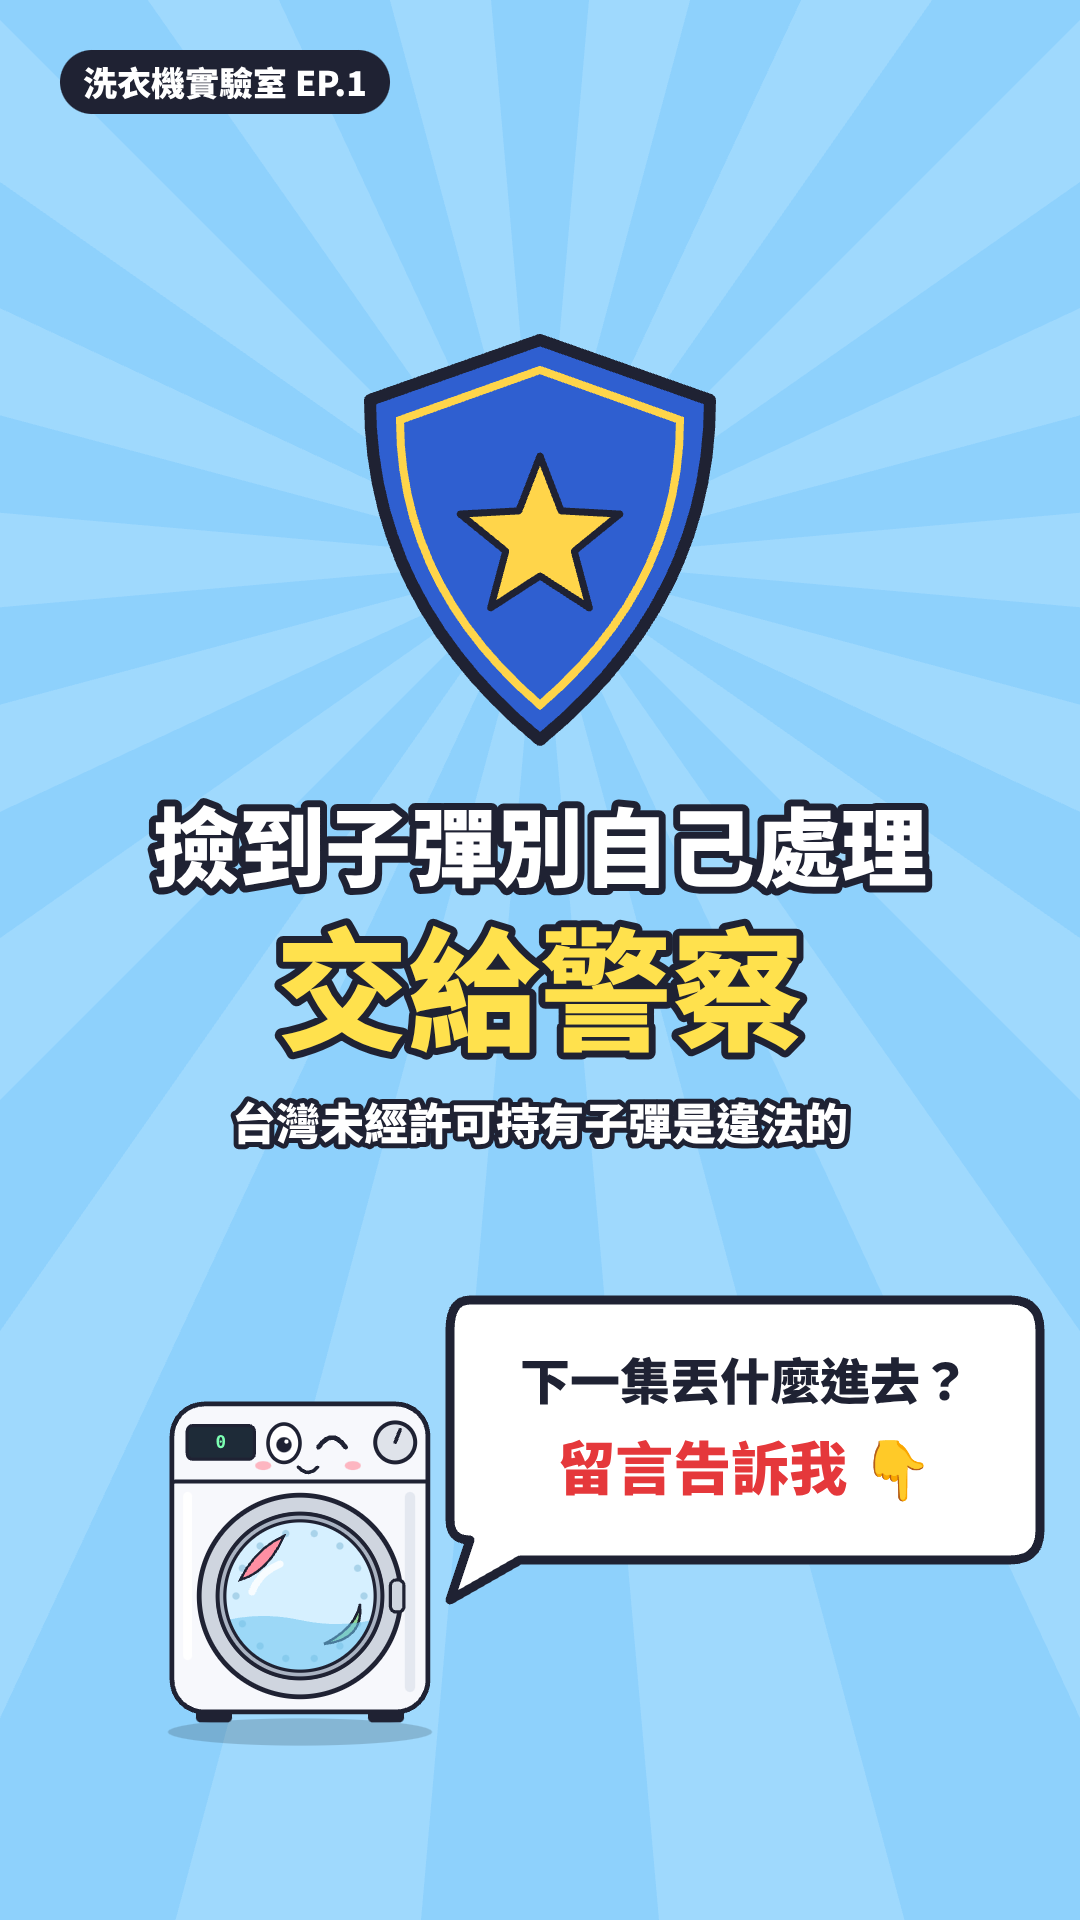 洗衣機實驗室 EP.1
撿到子彈別自己處理
交給警察
台灣未經許可持有子彈是違法的
下一集丟什麼進去？
留言告訴我 👇
0